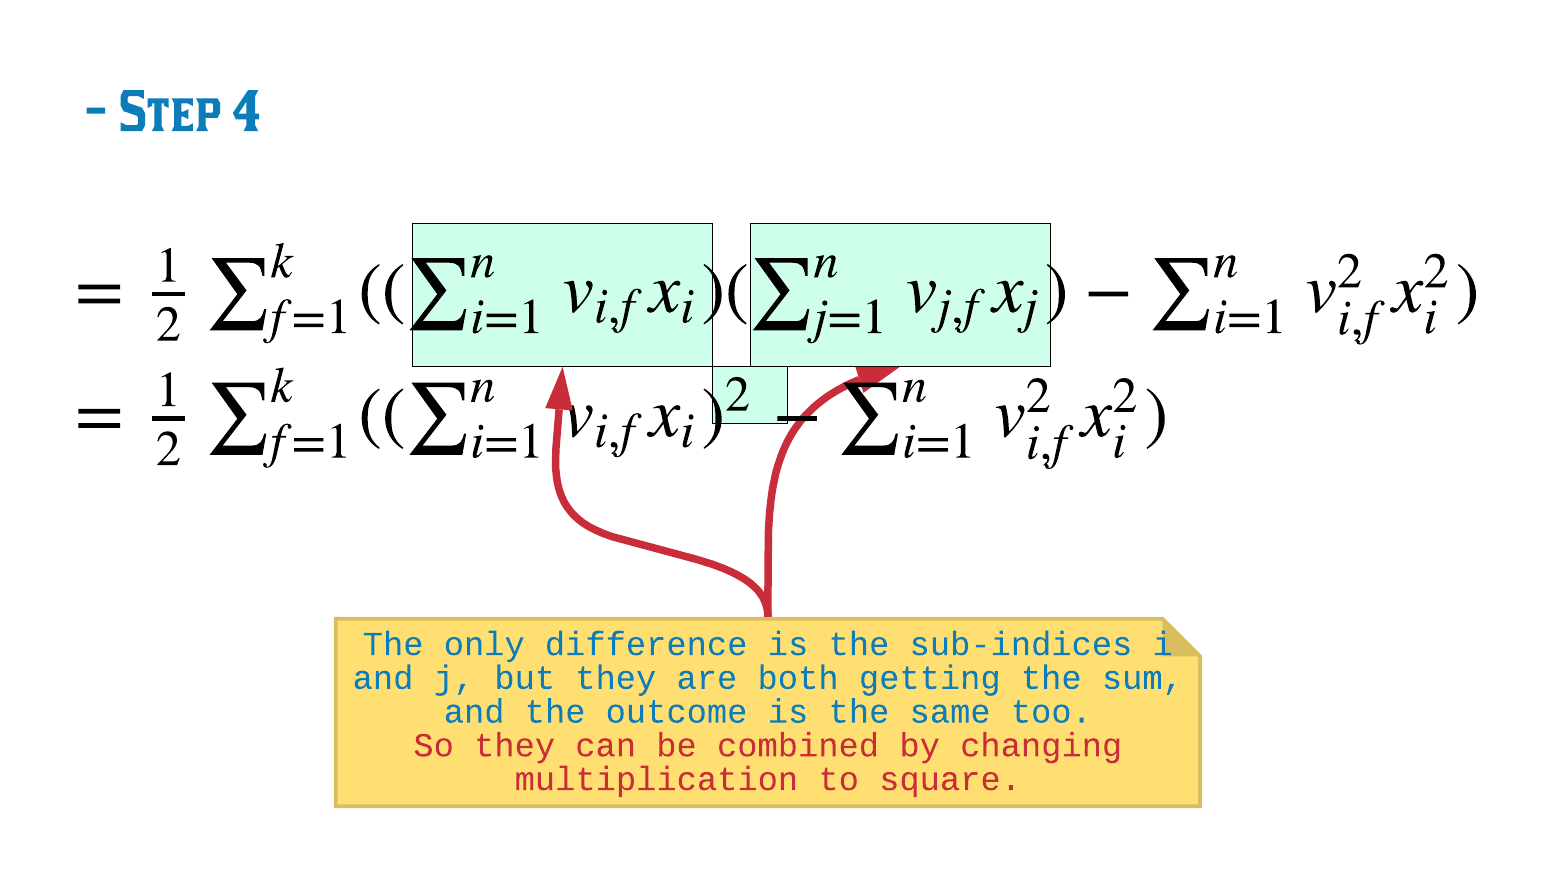 - Step 4
= \frac{1}{2} \sum_{f=1}^{k} ((\sum_{i=1}^{n} v_{i,f} x_i)(\sum_{j=1}^{n} v_{j,f} x_j) − \sum_{i=1}^{n} v_{i,f}^2 x_i^2)
= \frac{1}{2} \sum_{f=1}^{k} ((\sum_{i=1}^{n} v_{i,f} x_i)^2 − \sum_{i=1}^{n} v_{i,f}^2 x_i^2)
The only difference is the sub-indices i
and j, but they are both getting the sum,
and the outcome is the same too.
So they can be combined by changing
multiplication to square.